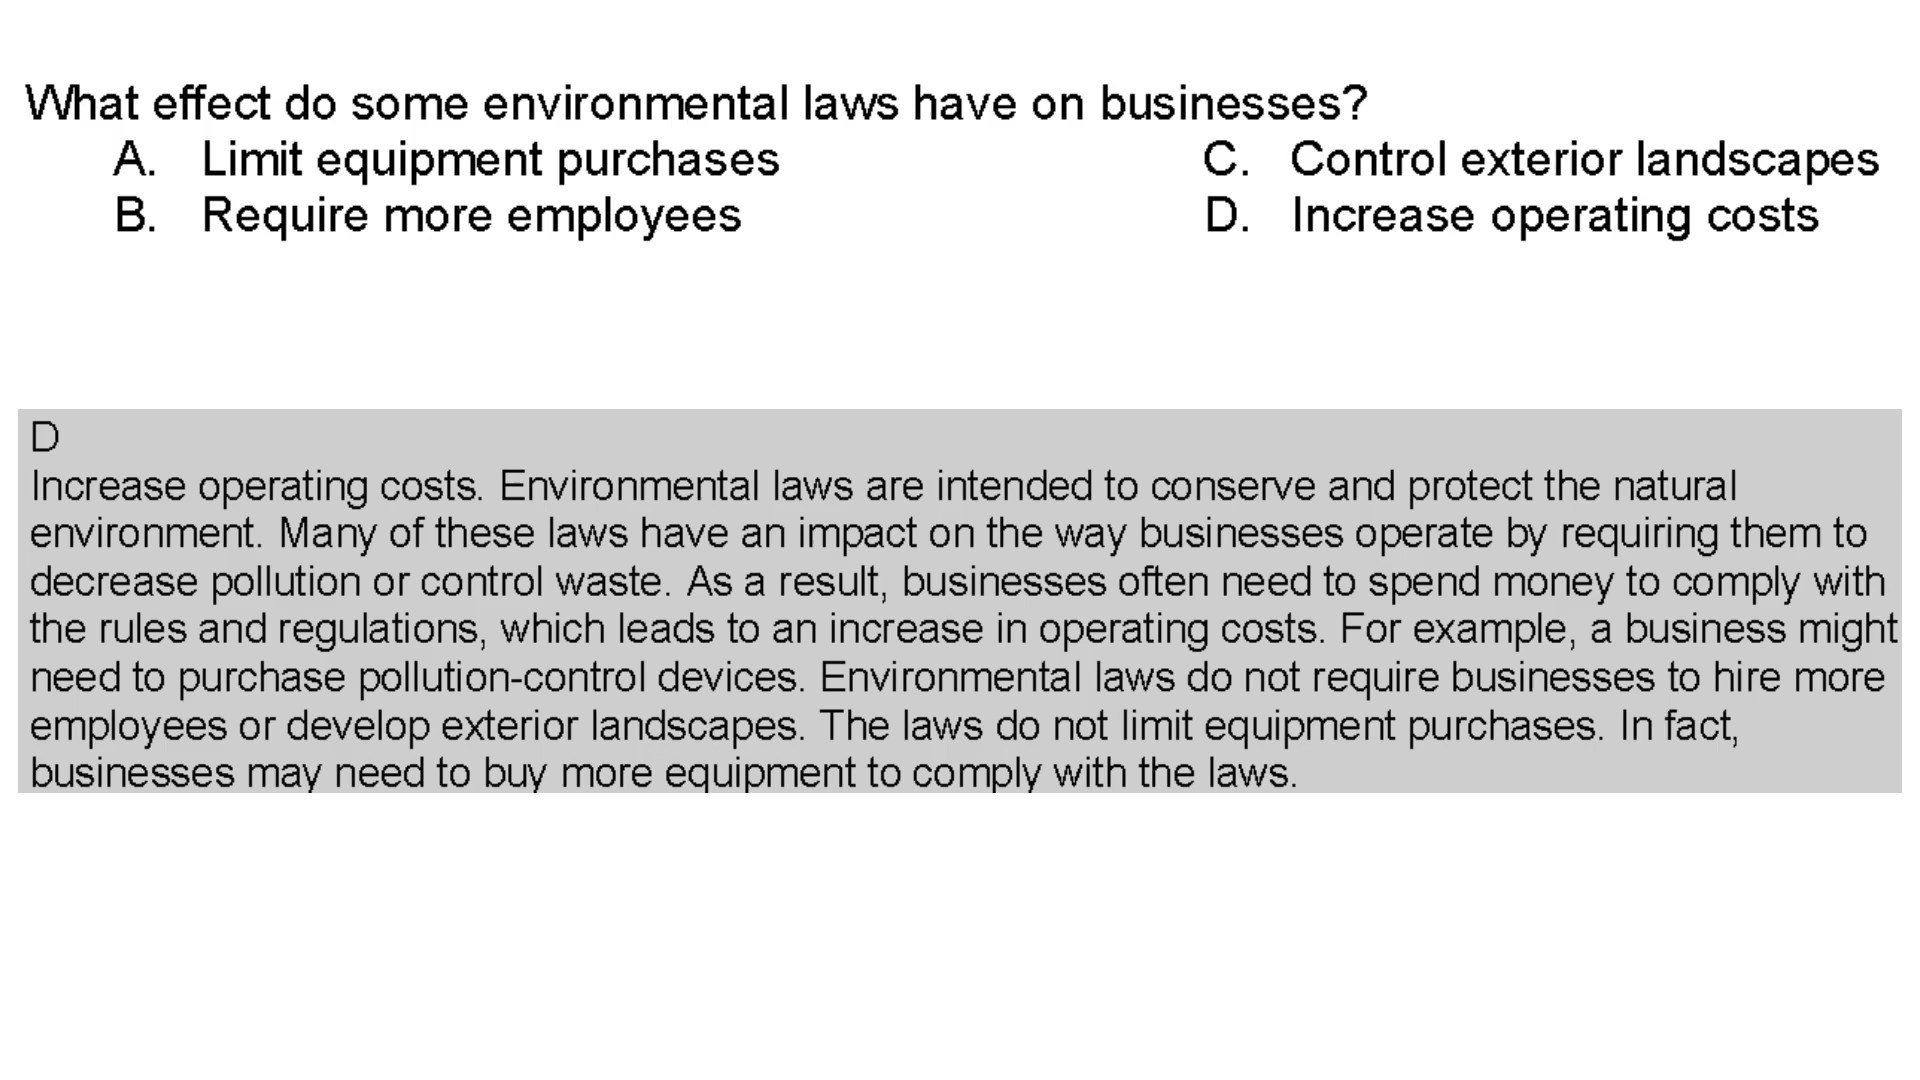 What effect do some environmental laws have on businesses?
A. Limit equipment purchases C. Control exterior landscapes
B. Require more employees D. Increase operating costs
D
Increase operating costs. Environmental laws are intended to conserve and protect the natural
environment. Many of these laws have an impact on the way businesses operate by requiring them to
decrease pollution or control waste. As a result, businesses often need to spend money to comply with
the rules and regulations, which leads to an increase in operating costs. For example, a business might
need to purchase pollution-control devices. Environmental laws do not require businesses to hire more
employees or develop exterior landscapes. The laws do not limit equipment purchases. In fact,
businesses may need to buy more equipment to comply with the laws.